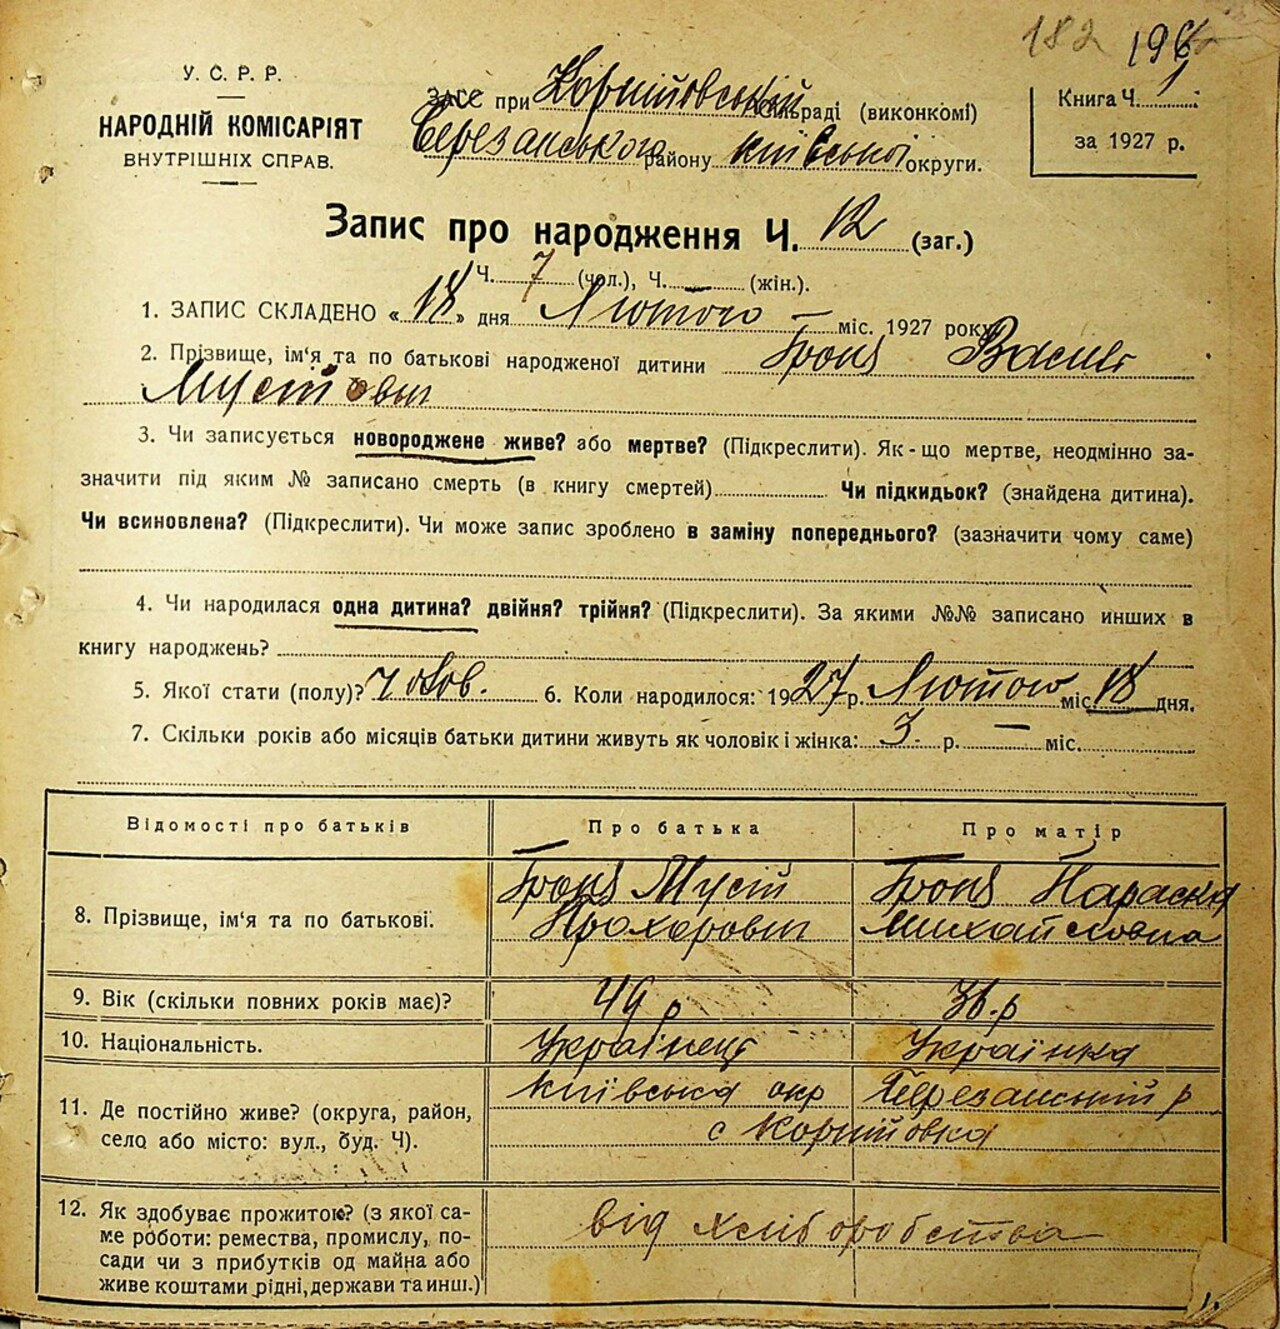 182 196
У. С. Р. Р.
НАРОДНІЙ КОМІСАРІЯТ
ВНУТРІШНІХ СПРАВ.
ЗАГС при Корніївській сільраді (виконкомі)
Березанського району Київської округи.
Книга Ч. 1
за 1927 р.
Запис про народження Ч. 12 (заг.)
Ч. 7 (чол.), Ч. — (жін.).
1. ЗАПИС СКЛАДЕНО «18» дня Лютого — міс. 1927 року.
2. Прізвище, ім'я та по батькові народженої дитини Василь
Мусійович
3. Чи записується новороджене живе? або мертве? (Підкреслити). Як-що мертве, неодмінно за-
значити під яким № записано смерть (в книгу смертей) Чи підкидьок? (знайдена дитина).
Чи всиновлена? (Підкреслити). Чи може запис зроблено в заміну попереднього? (зазначити чому саме)
4. Чи народилася одна дитина? двійня? трійня? (Підкреслити). За якими №№ записано инших в
книгу народжень?
5. Якої стати (полу)? чолов. 6. Коли народилося: 1927 р. Лютого міс. 18 дня.
7. Скільки років або місяців батьки дитини живуть як чоловік і жінка: 3 р. — міс.
Відомості про батьків Про батька Про матір
8. Прізвище, ім'я та по батькові. Мусій Прохорович Параска Михайловна
9. Вік (скільки повних років має)? 49 р 36 р
10. Національність. Українець Українка
11. Де постійно живе? (округа, район, Київська окр Березанський р
село або місто: вул., буд. Ч). с Корніївка
12. Як здобуває прожиток? (з якої са- від хліборобства
ме роботи: ремества, промислу, по-
сади чи з прибутків од майна або
живе коштами рідні, держави та инш.)